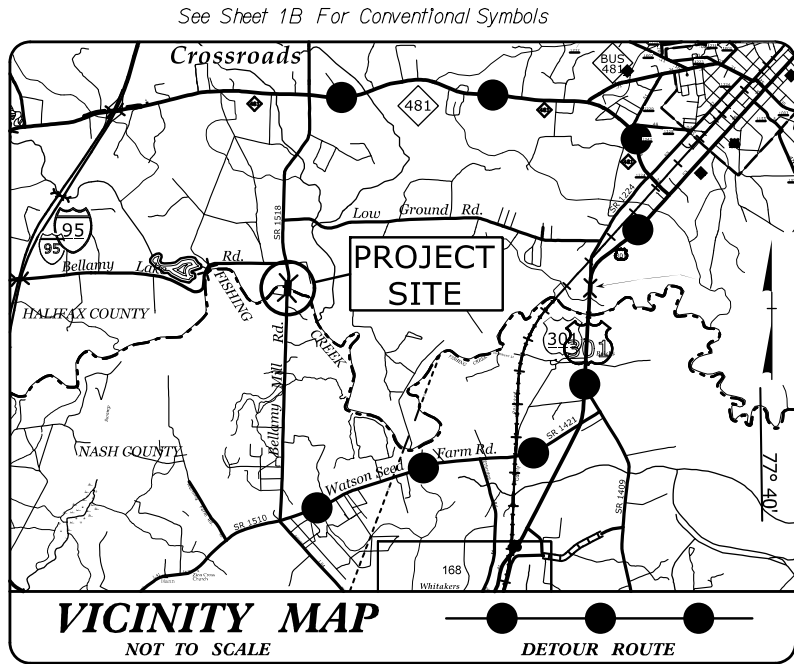 See Sheet 1B For Conventional Symbols
Crossroads
BUS
481
481
SR 1224
SR 1518
Low Ground Rd.
95
95
Bellamy Lake Rd.
PROJECT
SITE
FISHING
CREEK
HALIFAX COUNTY
301
301
Bellamy Mill Rd.
NASH COUNTY
Watson Seed Farm Rd.
SR 1421
SR 1510
SR 1409
77° 40'
168
Whitakers
VICINITY MAP
NOT TO SCALE
DETOUR ROUTE